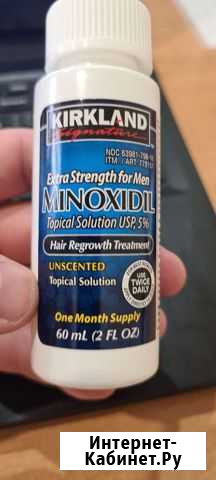 KIRKLAND
Signature
Extra Strength for Men
MINOXIDIL
Topical Solution USP, 5%
Hair Regrowth Treatment
UNSCENTED
Topical Solution
USE
TWICE
DAILY
One Month Supply
60 mL (2 FL OZ)
Интернет-
Кабинет.Ру